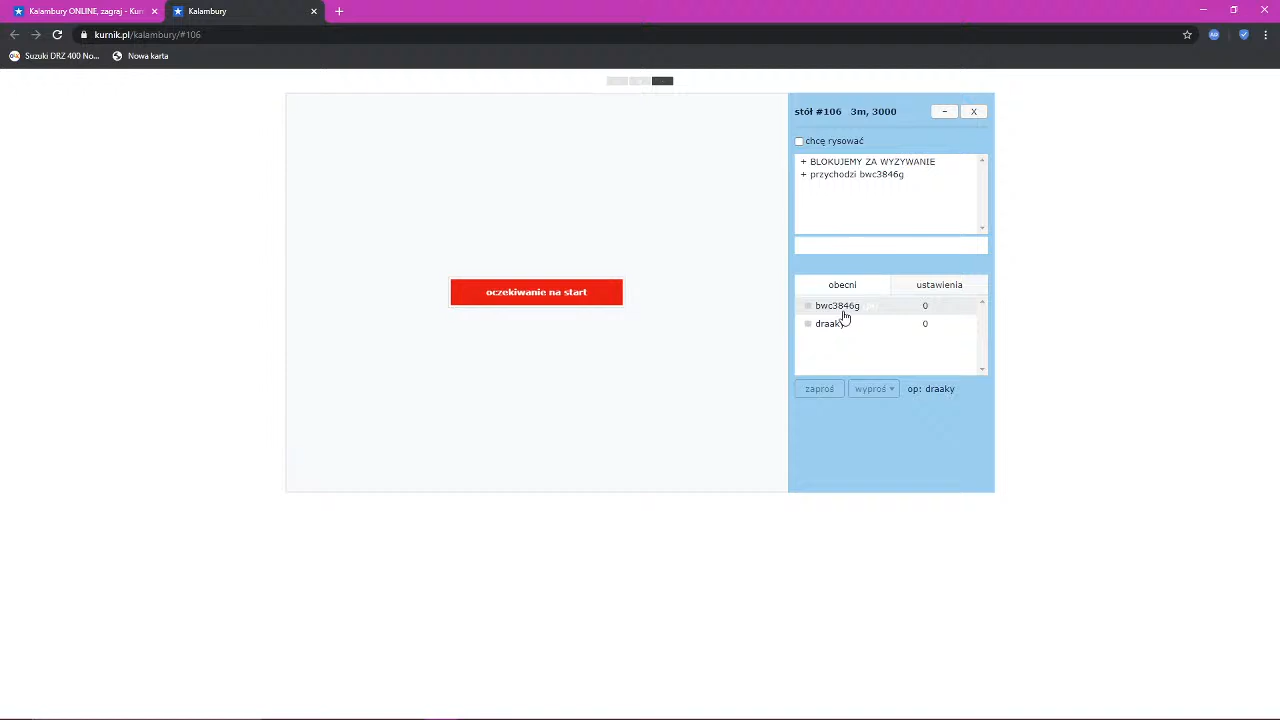 Kalambury ONLINE, zagraj - Kurn
Kalambury
kurnik.pl/kalambury/#106
Suzuki DRZ 400 No...
Nowa karta
stół #106 3m, 3000
– X
chcę rysować
+ BLOKUJEMY ZA WYZYWANIE
+ przychodzi bwc3846g
oczekiwanie na start
obecni ustawienia
bwc3846g 0
draaky 0
zaproś wyproś op: draaky